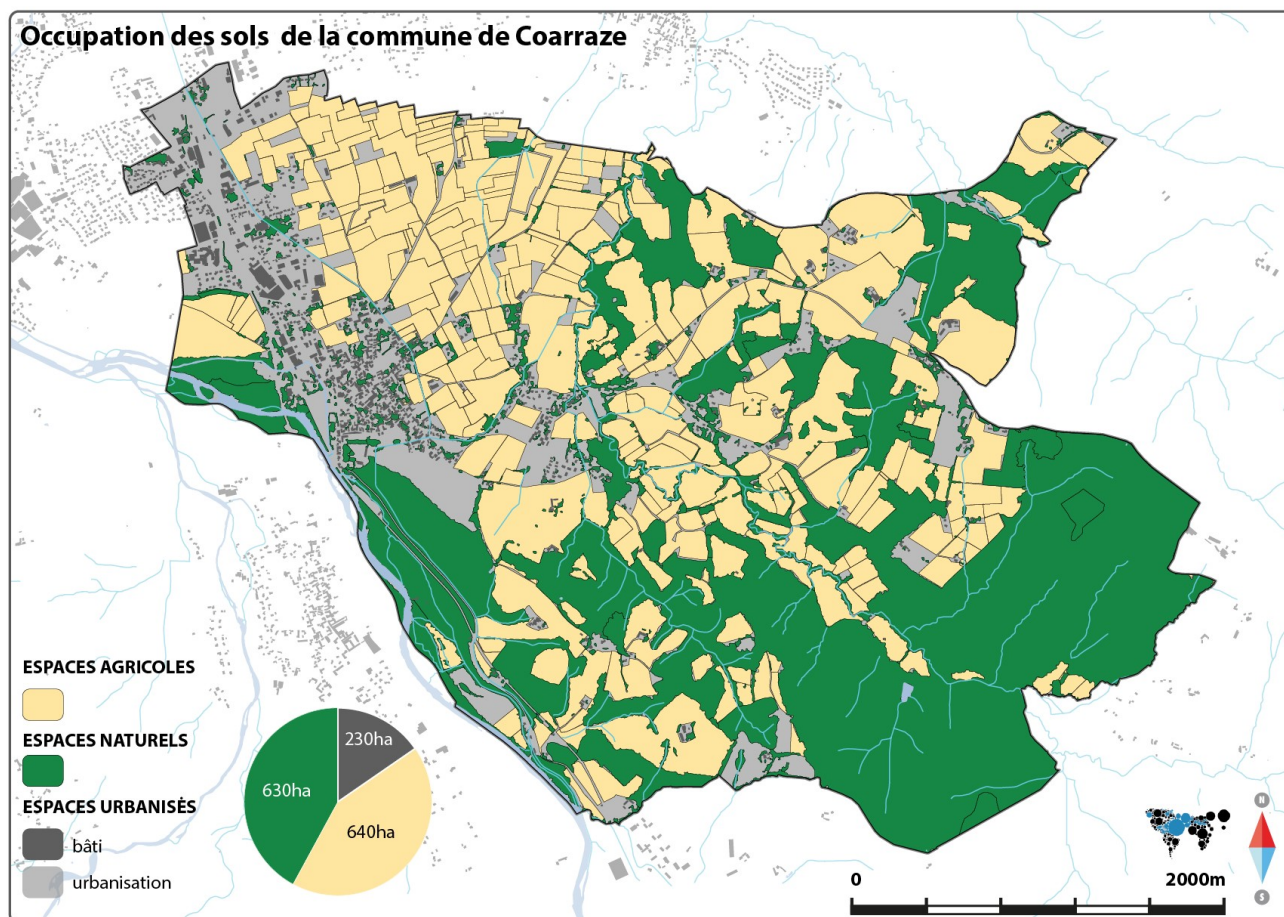 Occupation des sols de la commune de Coarraze
ESPACES AGRICOLES
ESPACES NATURELS
ESPACES URBANISÈS
bâti
urbanisation
230ha
630ha
640ha
N
S
0 2000m